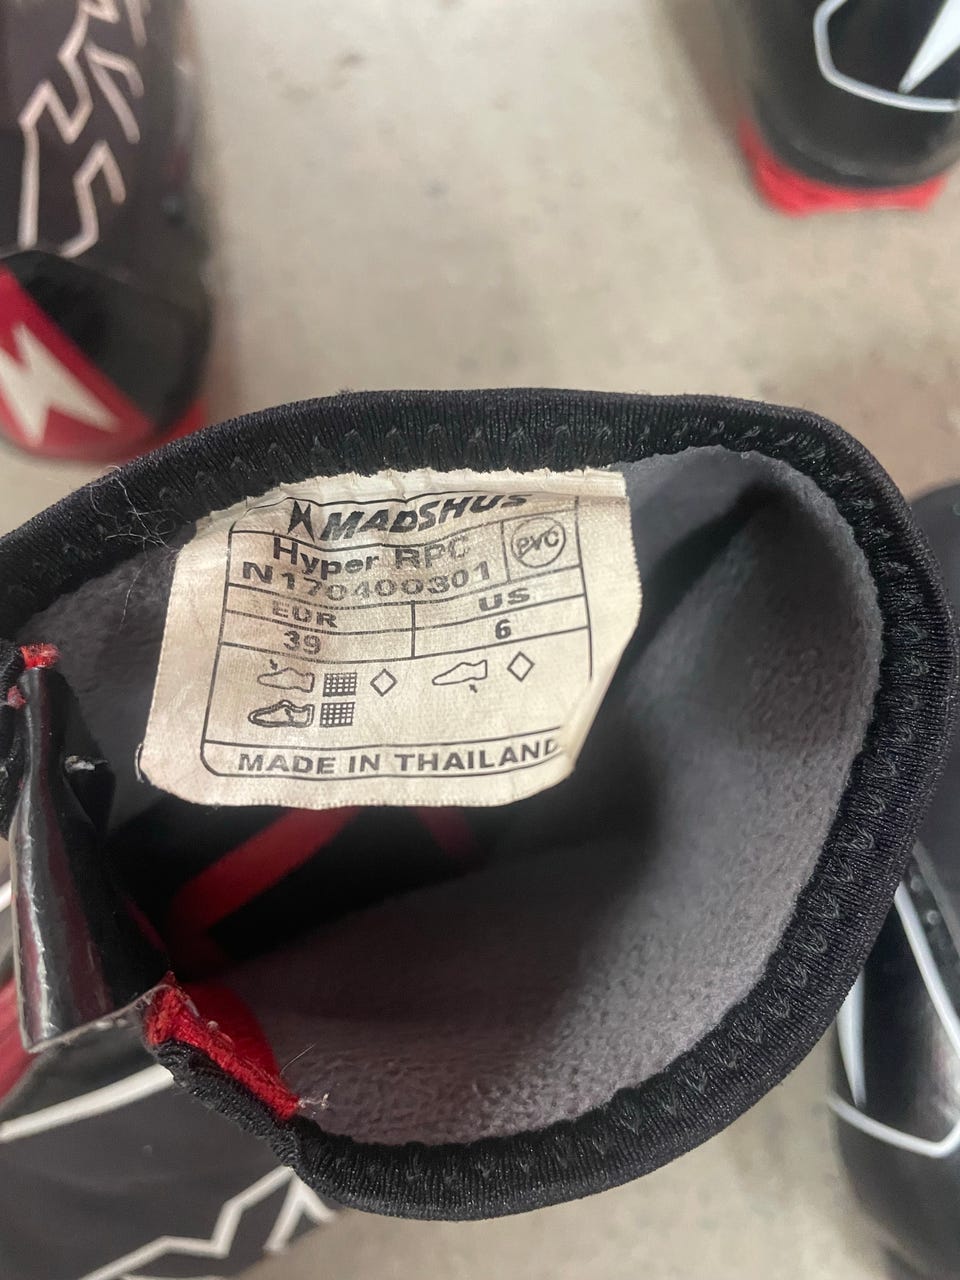 MADSHUS
Hyper RPC
PVC
N170400301
EUR US
39 6
MADE IN THAILAND